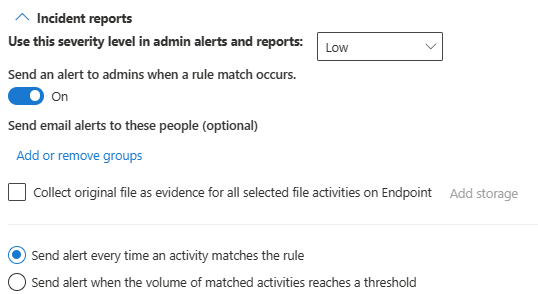 Incident reports
Use this severity level in admin alerts and reports: Low
Send an alert to admins when a rule match occurs.
On
Send email alerts to these people (optional)
Add or remove groups
Collect original file as evidence for all selected file activities on Endpoint Add storage
Send alert every time an activity matches the rule
Send alert when the volume of matched activities reaches a threshold